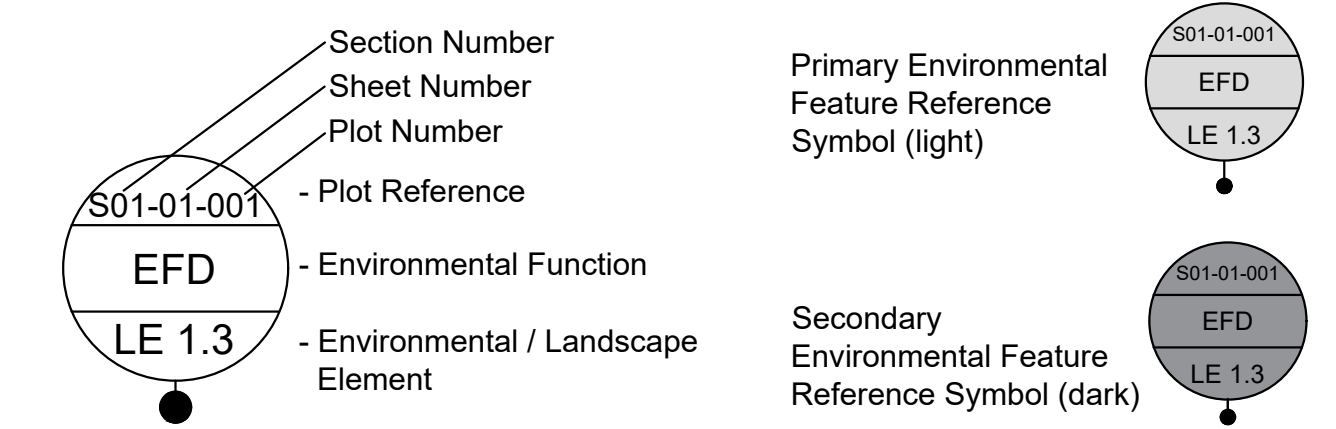 Section Number
Sheet Number
Plot Number
S01-01-001
- Plot Reference
EFD
- Environmental Function
LE 1.3
- Environmental / Landscape
Element
Primary Environmental
Feature Reference
Symbol (light)
S01-01-001
EFD
LE 1.3
Secondary
Environmental Feature
Reference Symbol (dark)
S01-01-001
EFD
LE 1.3